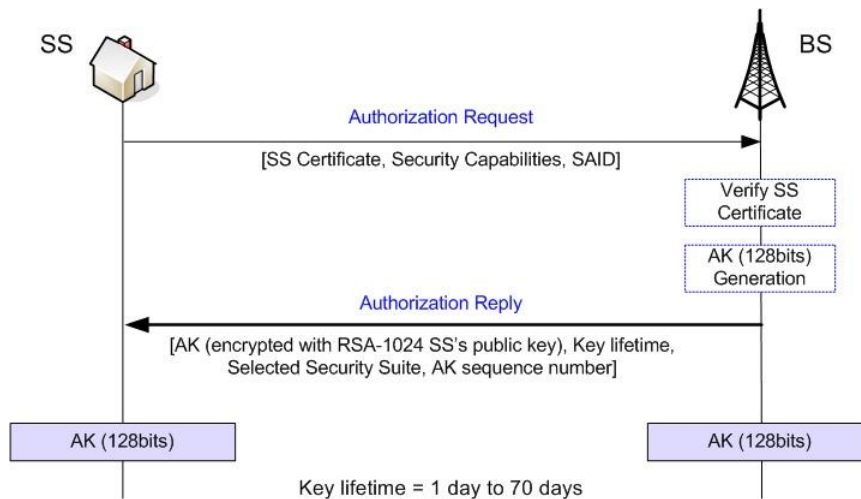 SS
BS
Authorization Request
[SS Certificate, Security Capabilities, SAID]
Verify SS
Certificate
AK (128bits)
Generation
Authorization Reply
[AK (encrypted with RSA-1024 SS's public key), Key lifetime,
Selected Security Suite, AK sequence number]
AK (128bits)
AK (128bits)
Key lifetime = 1 day to 70 days